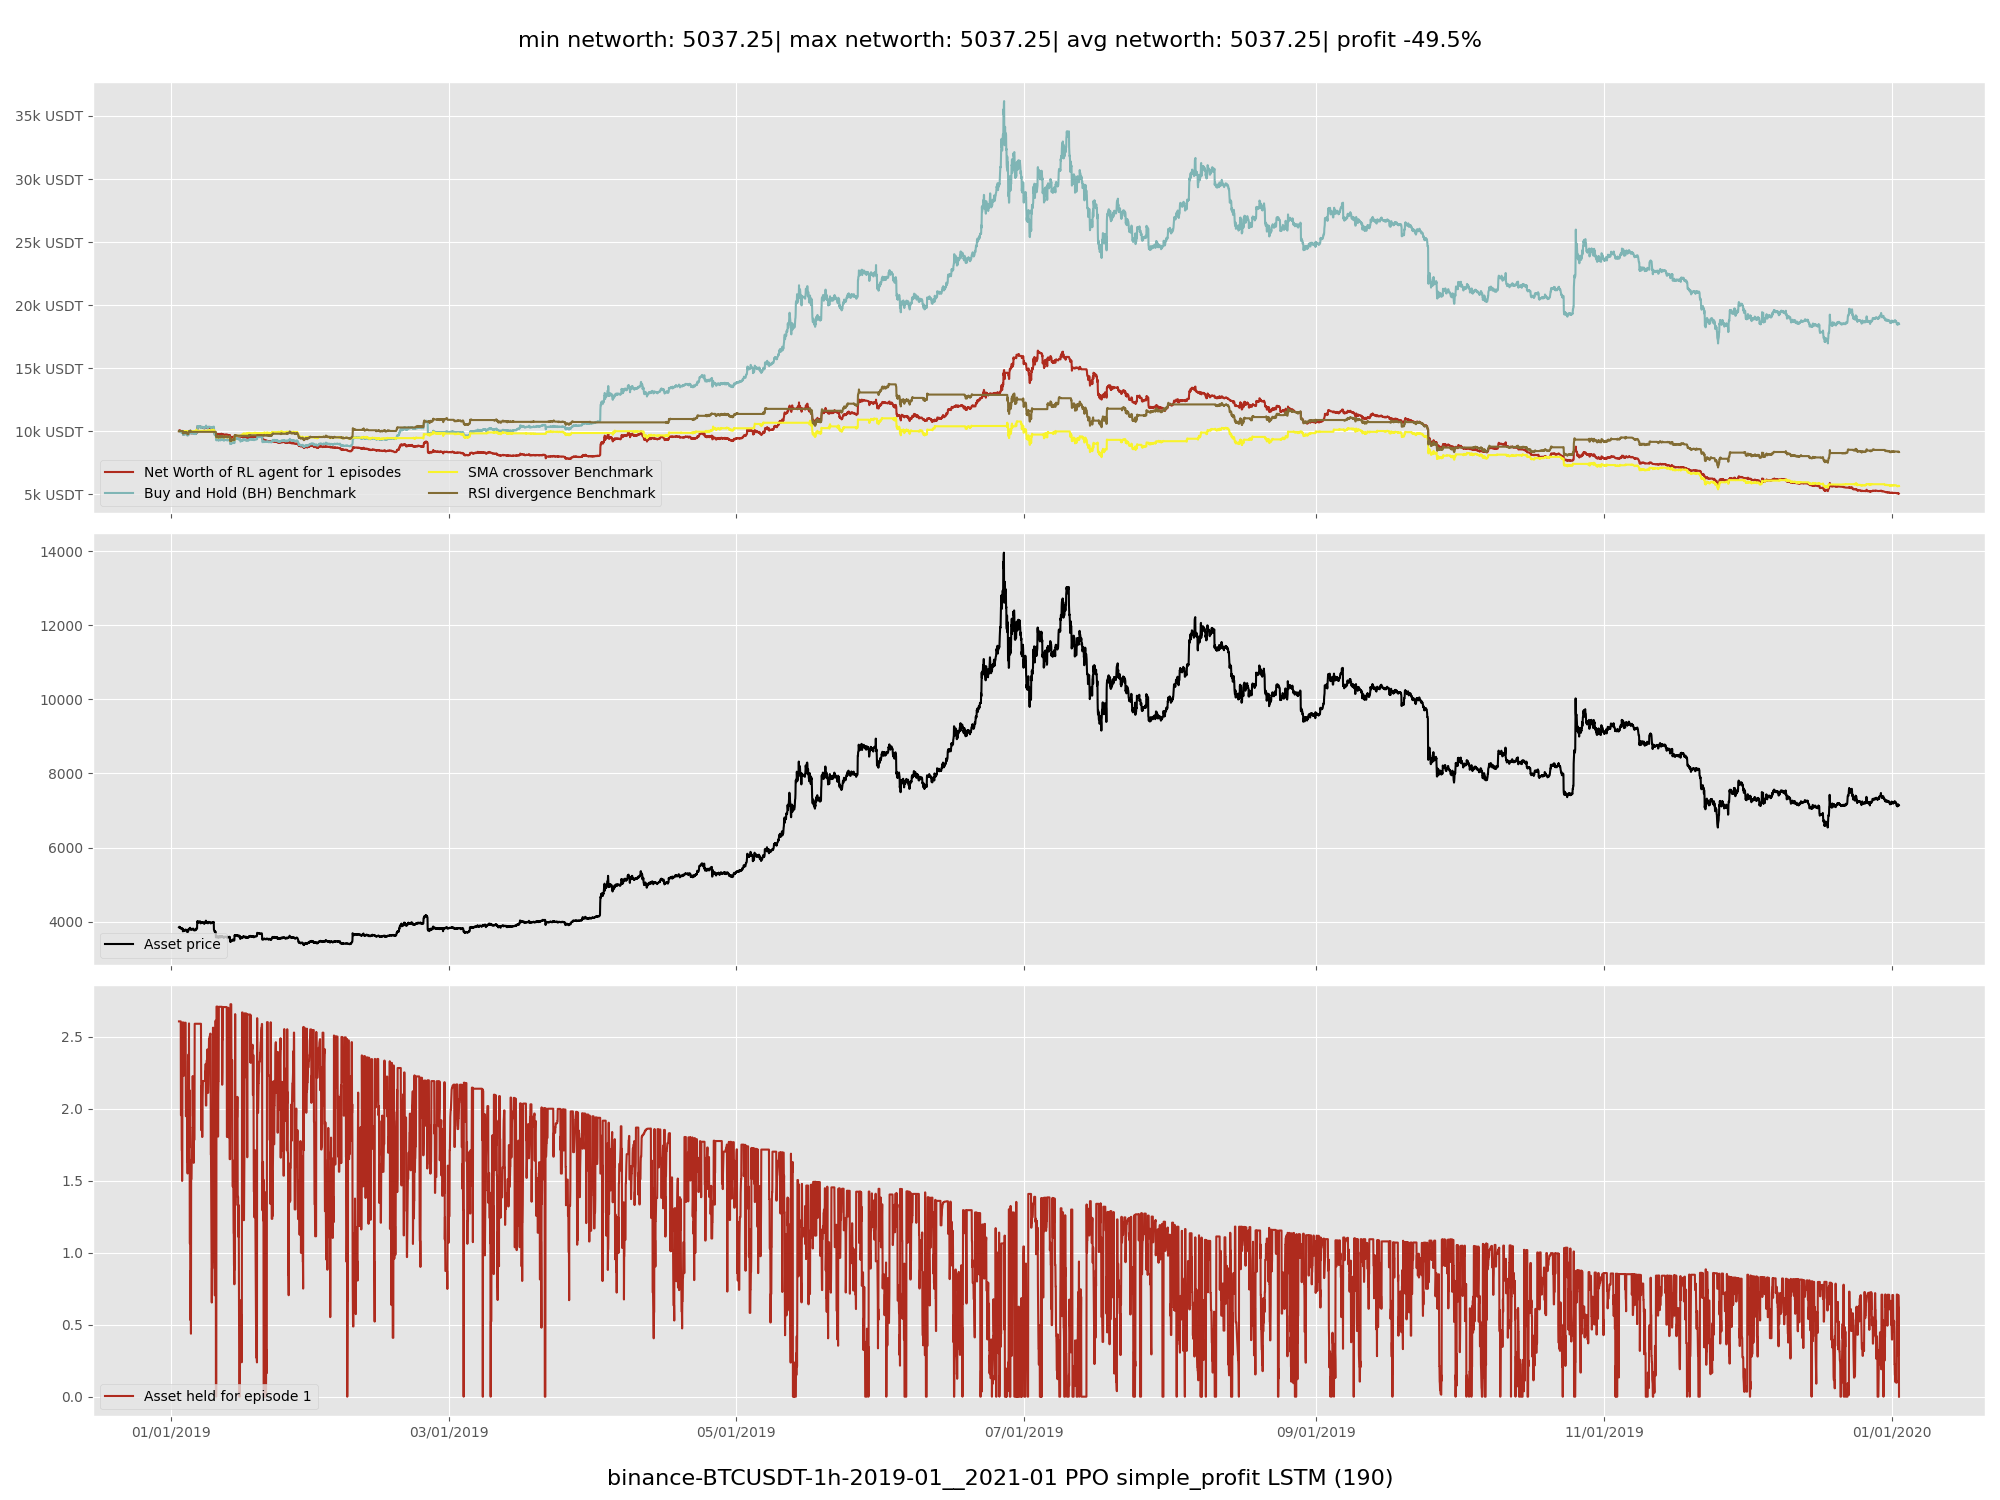 min networth: 5037.25| max networth: 5037.25| avg networth: 5037.25| profit -49.5%
35k USDT
30k USDT
25k USDT
20k USDT
15k USDT
10k USDT
5k USDT
Net Worth of RL agent for 1 episodes
Buy and Hold (BH) Benchmark
SMA crossover Benchmark
RSI divergence Benchmark
14000
12000
10000
8000
6000
4000
Asset price
2.5
2.0
1.5
1.0
0.5
0.0
Asset held for episode 1
01/01/2019 03/01/2019 05/01/2019 07/01/2019 09/01/2019 11/01/2019 01/01/2020
binance-BTCUSDT-1h-2019-01__2021-01 PPO simple_profit LSTM (190)